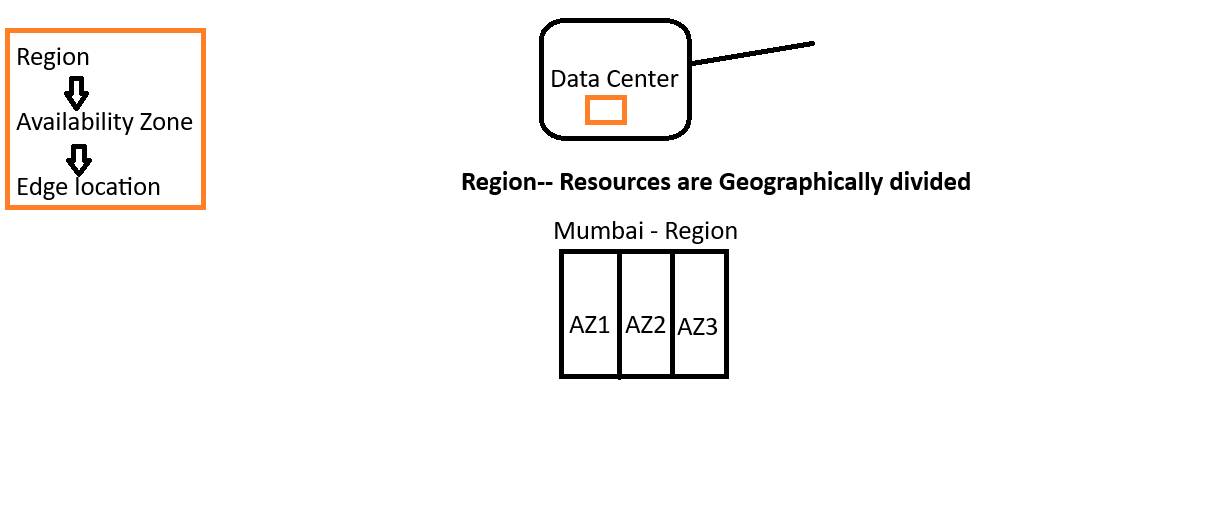 Region
Availability Zone
Edge location
Data Center
Region-- Resources are Geographically divided
Mumbai - Region
AZ1 AZ2 AZ3